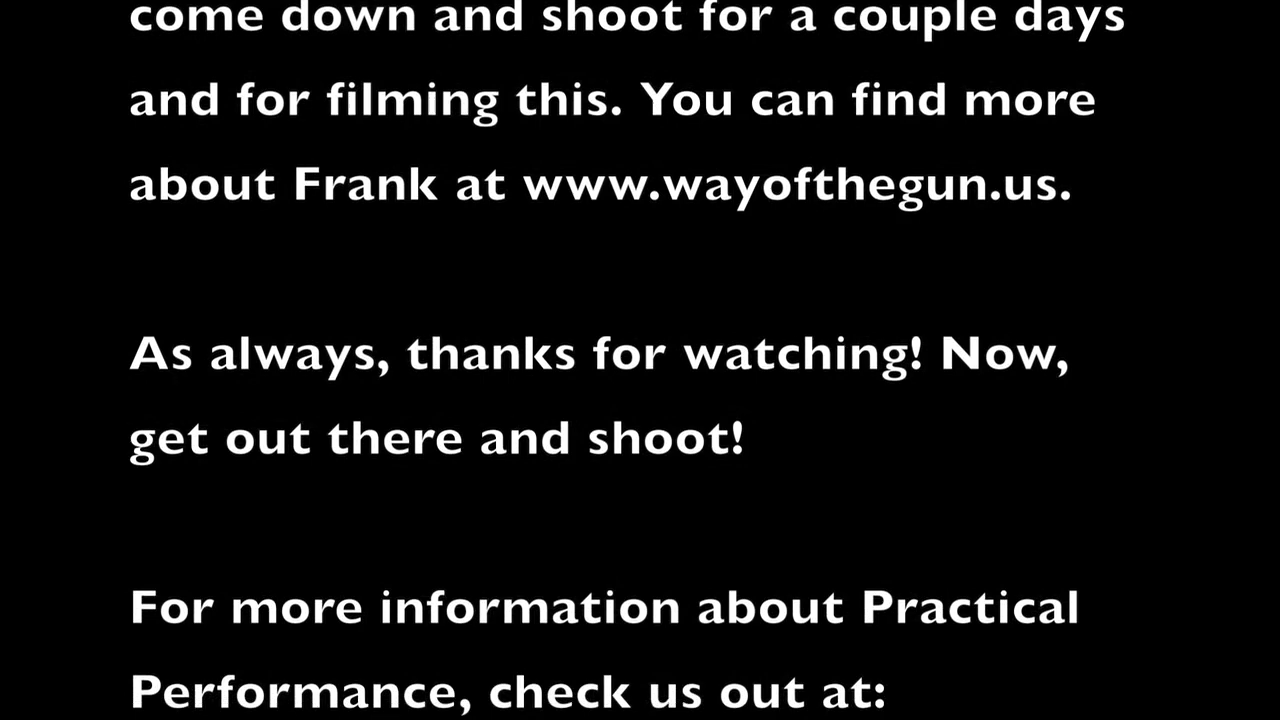 come down and shoot for a couple days
and for filming this. You can find more
about Frank at www.wayofthegun.us.
As always, thanks for watching! Now,
get out there and shoot!
For more information about Practical
Performance, check us out at: